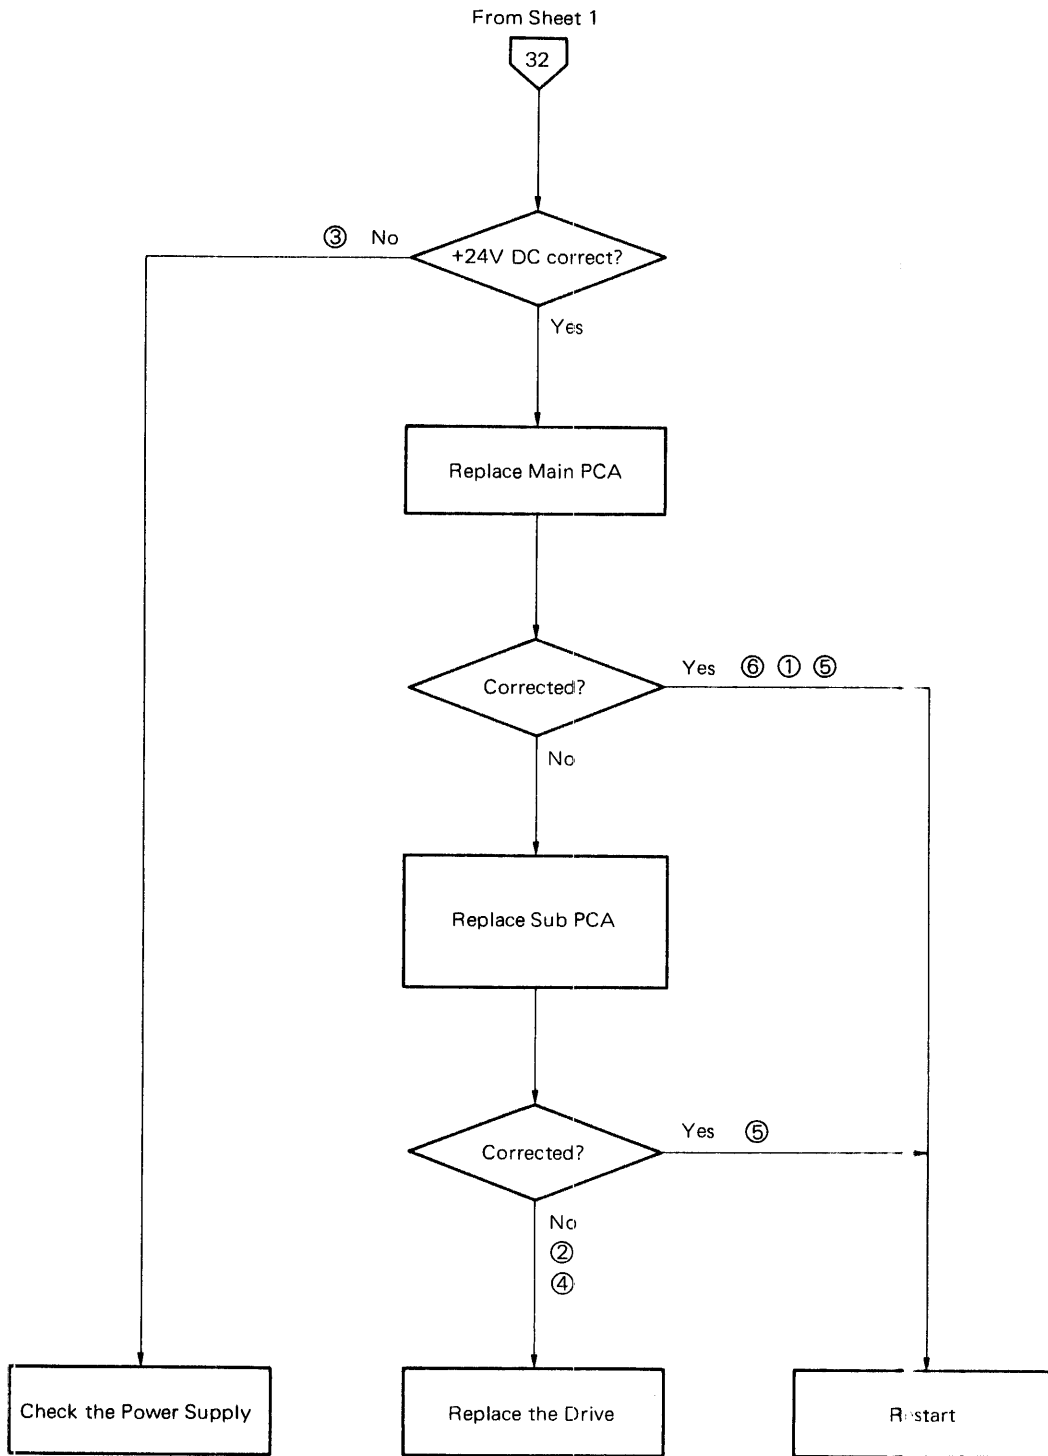 From Sheet 1
32
③ No
+24V DC correct?
Yes
Replace Main PCA
Corrected?
Yes ⑥ ① ⑤
No
Replace Sub PCA
Corrected?
Yes ⑤
No
②
④
Check the Power Supply
Replace the Drive
Restart